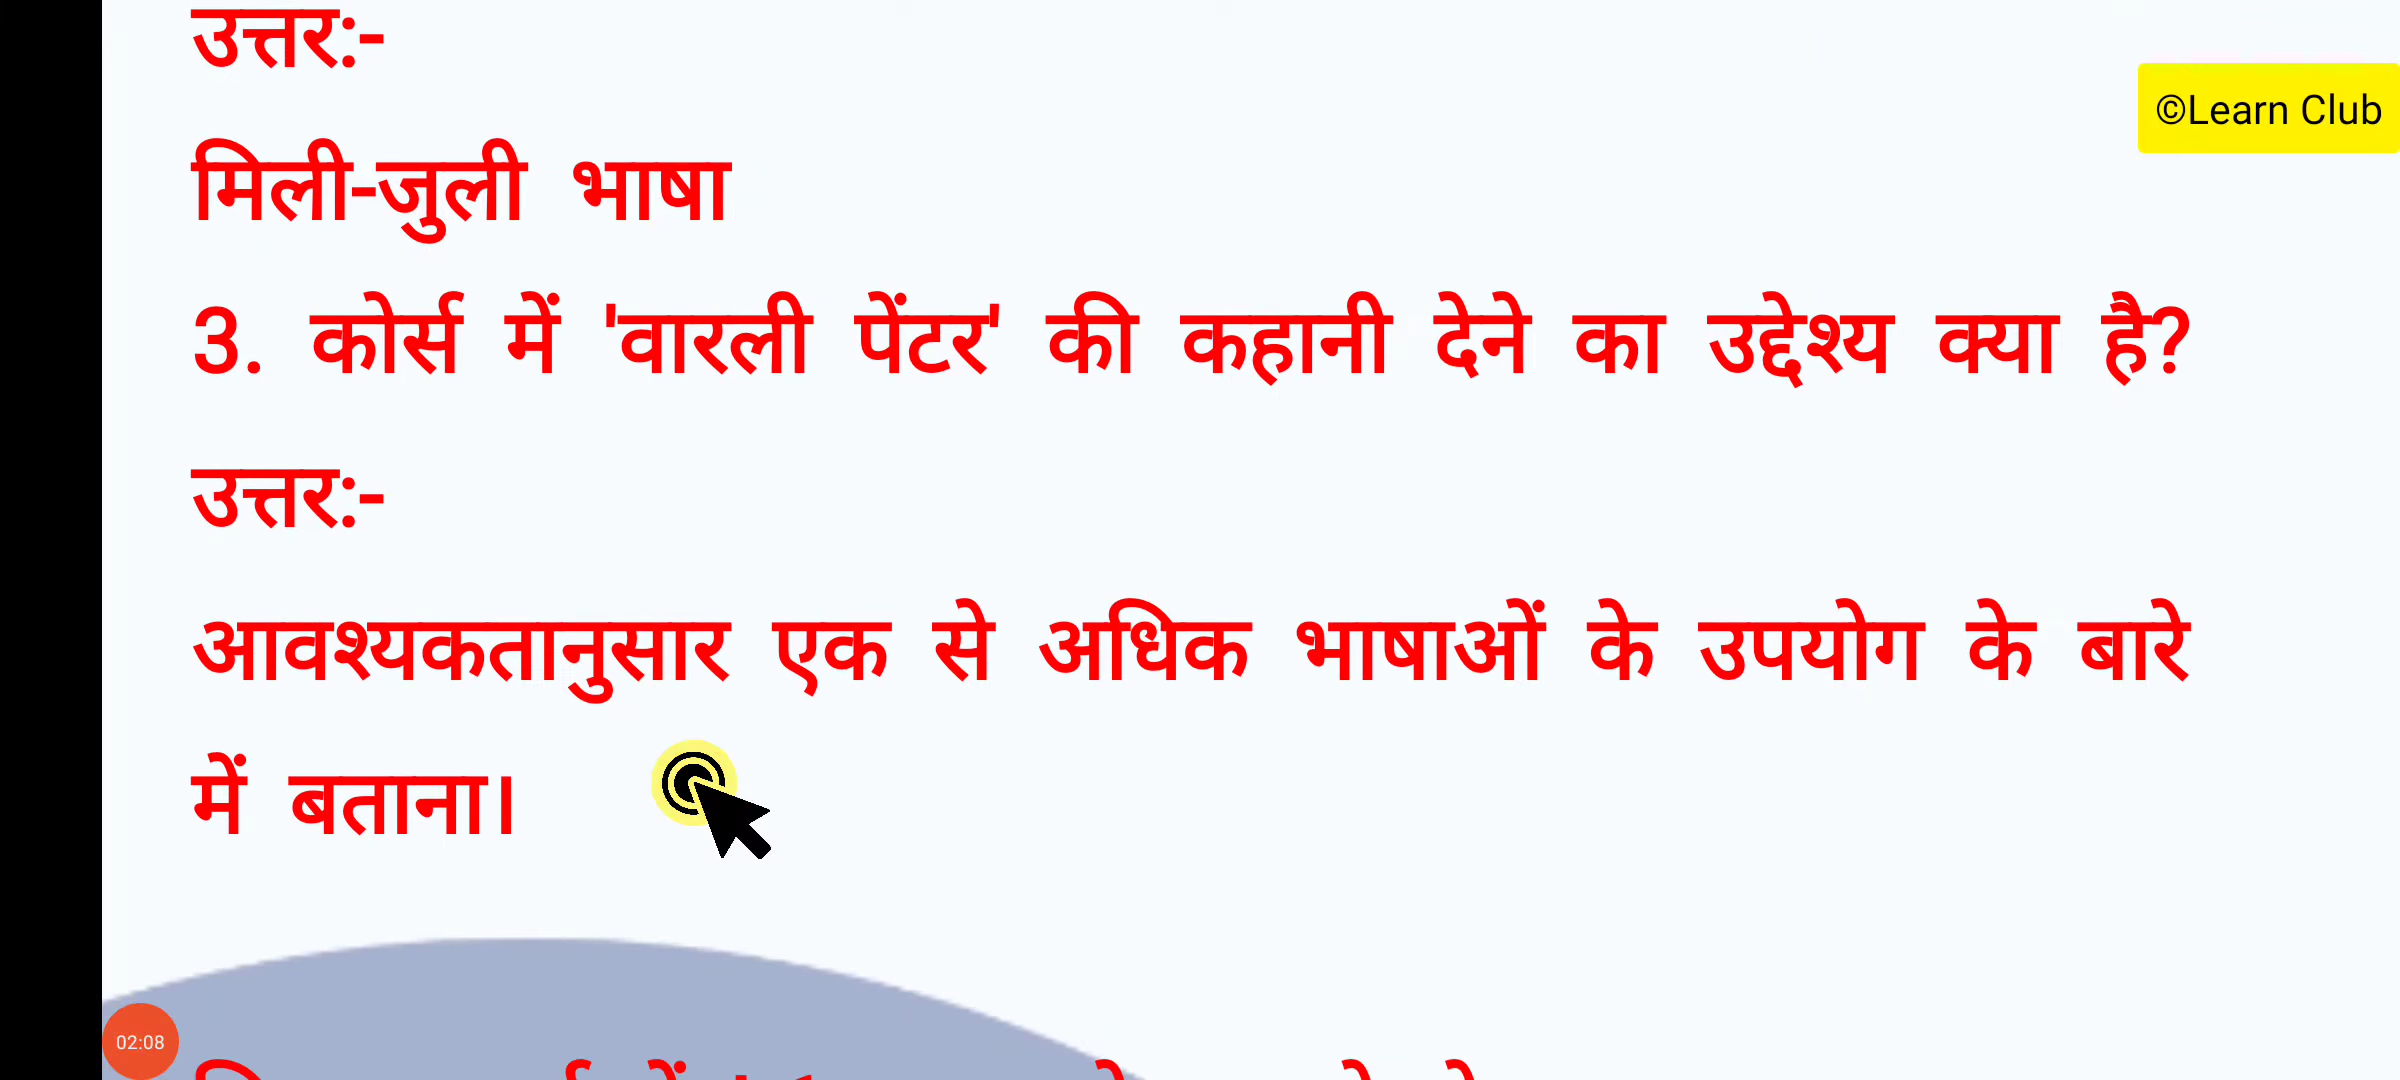 उत्तर:-
©Learn Club
मिली-जुली भाषा
3. कोर्स में 'वारली पेंटर' की कहानी देने का उद्देश्य क्या है?
उत्तर:-
आवश्यकतानुसार एक से अधिक भाषाओं के उपयोग के बारे
में बताना।
02:08